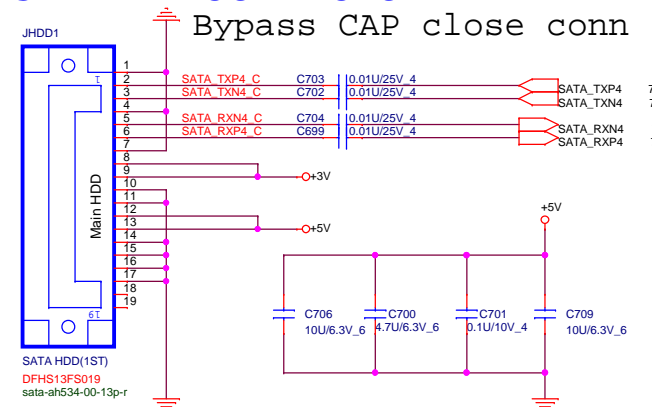 Bypass CAP close conn
JHDD1
1
1
2
SATA_TXP4_C C703 0.01U/25V_4 SATA_TXP4 7
3
SATA_TXN4_C C702 0.01U/25V_4 SATA_TXN4 7
4
5
SATA_RXN4_C C704 0.01U/25V_4 SATA_RXN4
6
SATA_RXP4_C C699 0.01U/25V_4 SATA_RXP4
7
8
9
+3V
10
11
12
13
+5V
14
15
16
17
18
19
19
Main HDD
+5V
C706
10U/6.3V_6
C700
4.7U/6.3V_6
C701
0.1U/10V_4
C709
10U/6.3V_6
SATA HDD(1ST)
DFHS13FS019
sata-ah534-00-13p-r